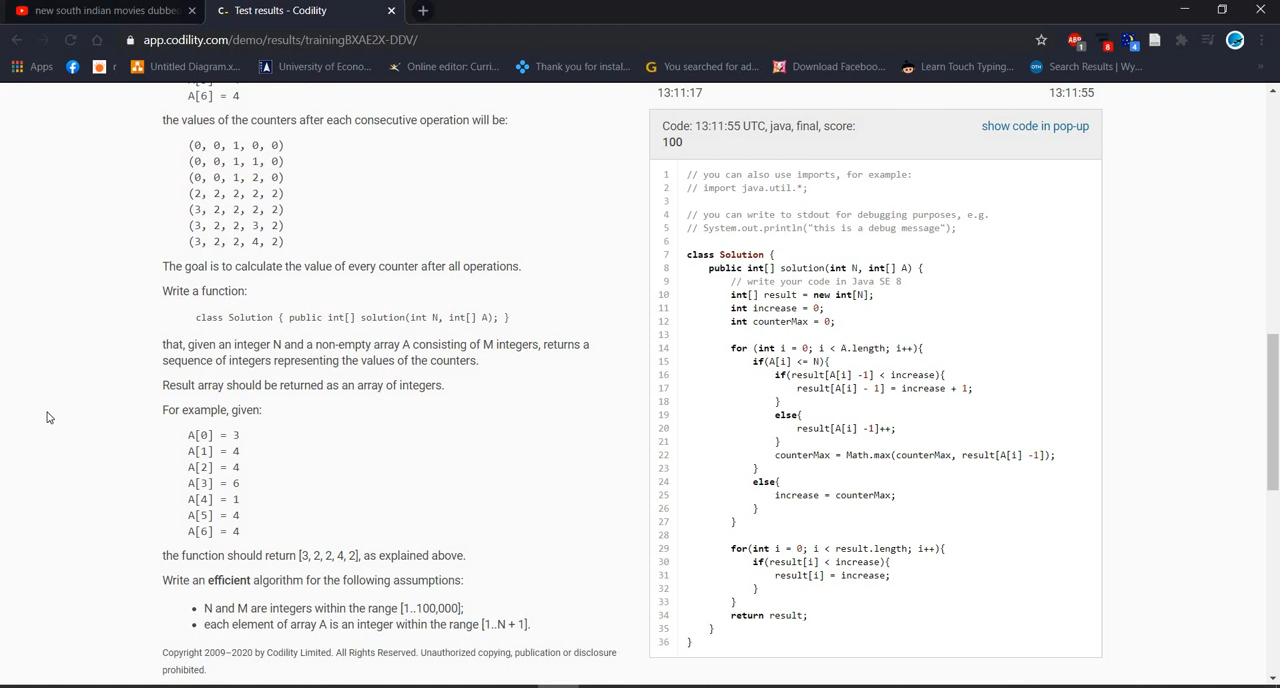 new south indian movies dubbed
Test results - Codility
app.codility.com/demo/results/trainingBXAE2X-DDV/
Apps
r
Untitled Diagram.x...
University of Econo...
Online editor: Curri...
Thank you for instal...
You searched for ad...
Download Faceboo...
Learn Touch Typing...
Search Results | Wy...
A[6] = 4
the values of the counters after each consecutive operation will be:
(0, 0, 1, 0, 0)
(0, 0, 1, 1, 0)
(0, 0, 1, 2, 0)
(2, 2, 2, 2, 2)
(3, 2, 2, 2, 2)
(3, 2, 2, 3, 2)
(3, 2, 2, 4, 2)
The goal is to calculate the value of every counter after all operations.
Write a function:
class Solution { public int[] solution(int N, int[] A); }
that, given an integer N and a non-empty array A consisting of M integers, returns a
sequence of integers representing the values of the counters.
Result array should be returned as an array of integers.
For example, given:
A[0] = 3
A[1] = 4
A[2] = 4
A[3] = 6
A[4] = 1
A[5] = 4
A[6] = 4
the function should return [3, 2, 2, 4, 2], as explained above.
Write an efficient algorithm for the following assumptions:
• N and M are integers within the range [1..100,000];
• each element of array A is an integer within the range [1..N + 1].
Copyright 2009–2020 by Codility Limited. All Rights Reserved. Unauthorized copying, publication or disclosure
prohibited.
13:11:17
13:11:55
Code: 13:11:55 UTC, java, final, score:
show code in pop-up
100
1 // you can also use imports, for example:
2 // import java.util.*;
3
4 // you can write to stdout for debugging purposes, e.g.
5 // System.out.println("this is a debug message");
6
7 class Solution {
8 public int[] solution(int N, int[] A) {
9 // write your code in Java SE 8
10 int[] result = new int[N];
11 int increase = 0;
12 int counterMax = 0;
13
14 for (int i = 0; i < A.length; i++){
15 if(A[i] <= N){
16 if(result[A[i] -1] < increase){
17 result[A[i] - 1] = increase + 1;
18 }
19 else{
20 result[A[i] -1]++;
21 }
22 counterMax = Math.max(counterMax, result[A[i] -1]);
23 }
24 else{
25 increase = counterMax;
26 }
27 }
28
29 for(int i = 0; i < result.length; i++){
30 if(result[i] < increase){
31 result[i] = increase;
32 }
33 }
34 return result;
35 }
36 }